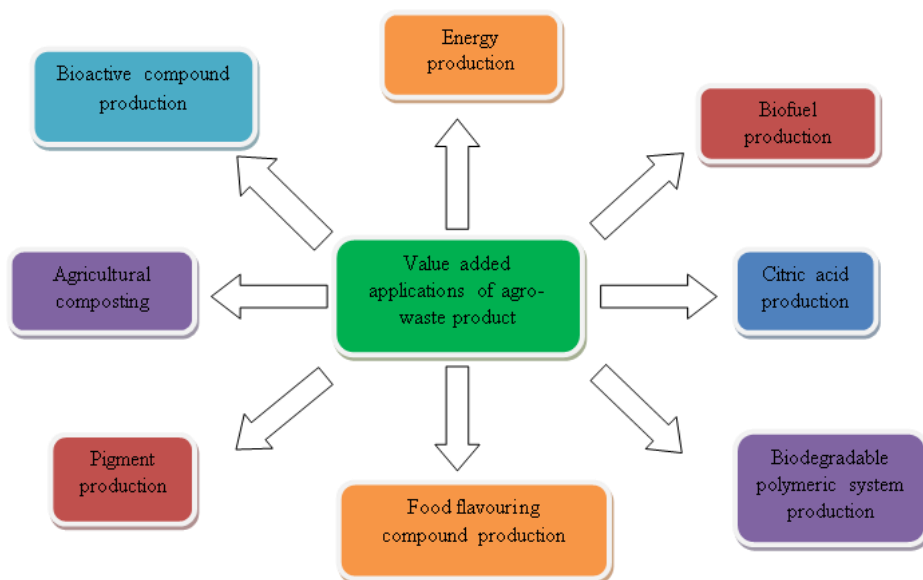 Energy
production
Bioactive compound
production
Biofuel
production
Agricultural
composting
Value added
applications of agro-
waste product
Citric acid
production
Pigment
production
Food flavouring
compound production
Biodegradable
polymeric system
production